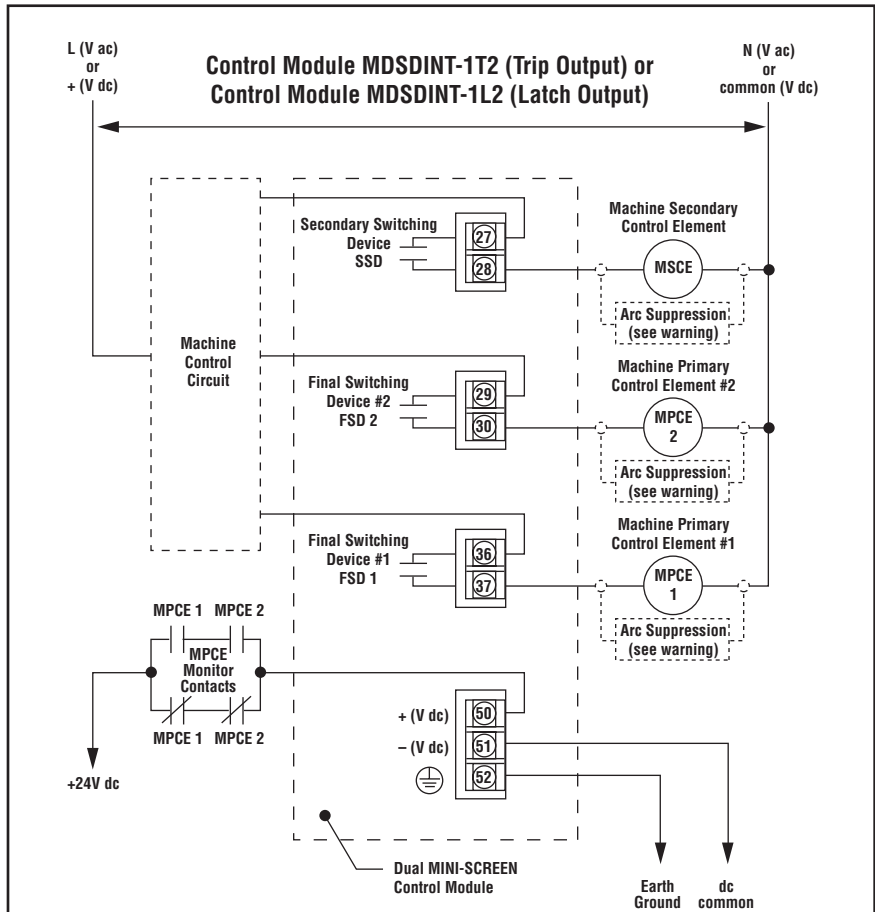 L (V ac)
or
+ (V dc)
Control Module MDSDINT-1T2 (Trip Output) or
Control Module MDSDINT-1L2 (Latch Output)
N (V ac)
or
common (V dc)
Secondary Switching
Device
SSD
27
28
Machine Secondary
Control Element
MSCE
Arc Suppression
(see warning)
Machine
Control
Circuit
Final Switching
Device #2
FSD 2
29
30
Machine Primary
Control Element #2
MPCE
2
Arc Suppression
(see warning)
Final Switching
Device #1
FSD 1
36
37
Machine Primary
Control Element #1
MPCE
1
Arc Suppression
(see warning)
MPCE 1 MPCE 2
MPCE
Monitor
Contacts
MPCE 1 MPCE 2
+24V dc
+ (V dc)
– (V dc)
50
51
52
Dual MINI-SCREEN
Control Module
Earth
Ground
dc
common